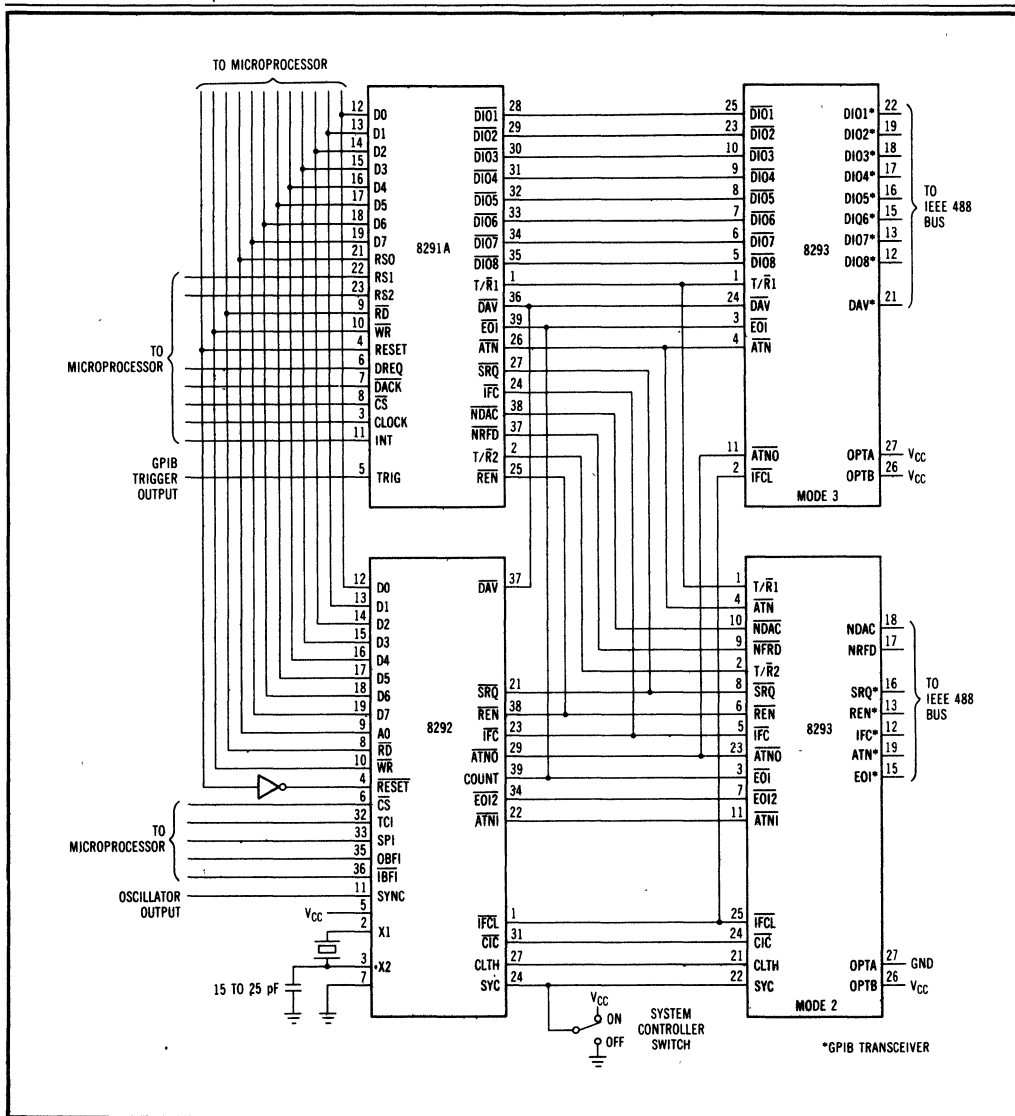 TO MICROPROCESSOR
12 D0
13 D1
14 D2
15 D3
16 D4
17 D5
18 D6
19 D7
21 RS0
22 RS1
23 RS2
9 RD
10 WR
4 RESET
6 DREQ
7 DACK
8 CS
3 CLOCK
11 INT
5 TRIG
TO
MICROPROCESSOR
GPIB
TRIGGER
OUTPUT
8291A
DIO1 28
DIO2 29
DIO3 30
DIO4 31
DIO5 32
DIO6 33
DIO7 34
DIO8 35
T/R1 1
DAV 36
EOI 39
ATN 26
SRQ 27
IFC 24
NDAC 38
NRFD 37
T/R2 2
REN 25
25 DIO1
23 DIO2
10 DIO3
9 DIO4
8 DIO5
7 DIO6
6 DIO7
5 DIO8
1 T/R1
24 DAV
3 EOI
4 ATN
11 ATNO
2 IFCL
8293
DIO1* 22
DIO2* 19
DIO3* 18
DIO4* 17
DIO5* 16
DIO6* 15
DIO7* 13
DIO8* 12
DAV* 21
TO
IEEE 488
BUS
OPTA 27 VCC
OPTB 26 VCC
MODE 3
12 D0
13 D1
14 D2
15 D3
16 D4
17 D5
18 D6
19 D7
9 A0
8 RD
10 WR
4 RESET
6 CS
32 TCI
33 SPI
35 OBFI
36 IBFI
11 SYNC
VCC 5
2 X1
3 X2
7
TO
MICROPROCESSOR
OSCILLATOR
OUTPUT
15 TO 25 pF
8292
DAV 37
SRQ 21
REN 38
IFC 23
ATNO 29
COUNT 39
EOI2 34
ATNI 22
IFCL 1
CIC 31
CLTH 27
SYC 24
VCC
ON
OFF
SYSTEM
CONTROLLER
SWITCH
1 T/R1
4 ATN
10 NDAC
9 NFRD
2 T/R2
8 SRQ
6 REN
5 IFC
23 ATNO
3 EOI
7 EOI2
11 ATNI
25 IFCL
24 CIC
21 CLTH
22 SYC
8293
NDAC 18
NRFD 17
SRQ* 16
REN* 13
IFC* 12
ATN* 19
EOI* 15
TO
IEEE 488
BUS
OPTA 27 GND
OPTB 26 VCC
MODE 2
*GPIB TRANSCEIVER